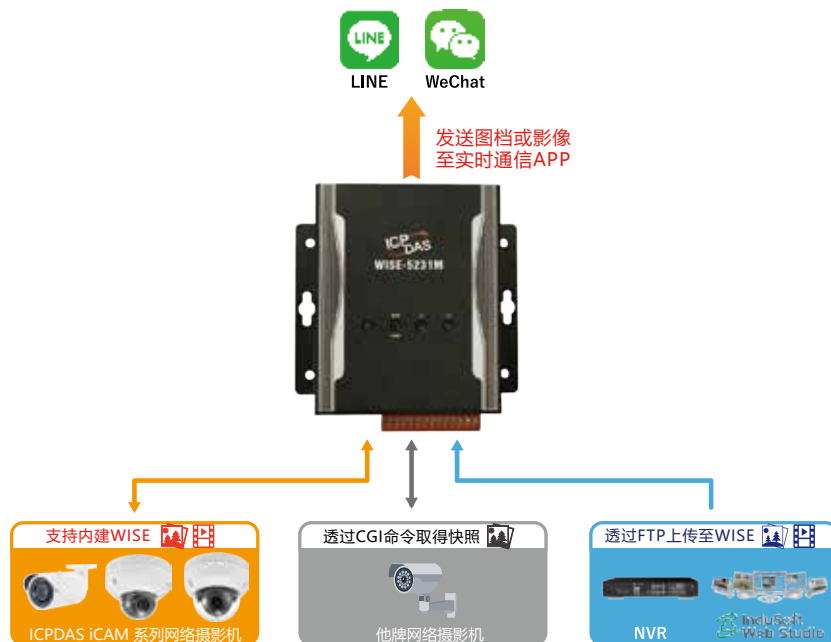 LINE
LINE
WeChat
发送图档或影像
至实时通信APP
ICP
DAS
WISE-5231M
支持内建WISE
透过CGI命令取得快照
透过FTP上传至WISE
ICPDAS iCAM 系列网络摄影机
他牌网络摄影机
NVR
InduSoft
Web Studio